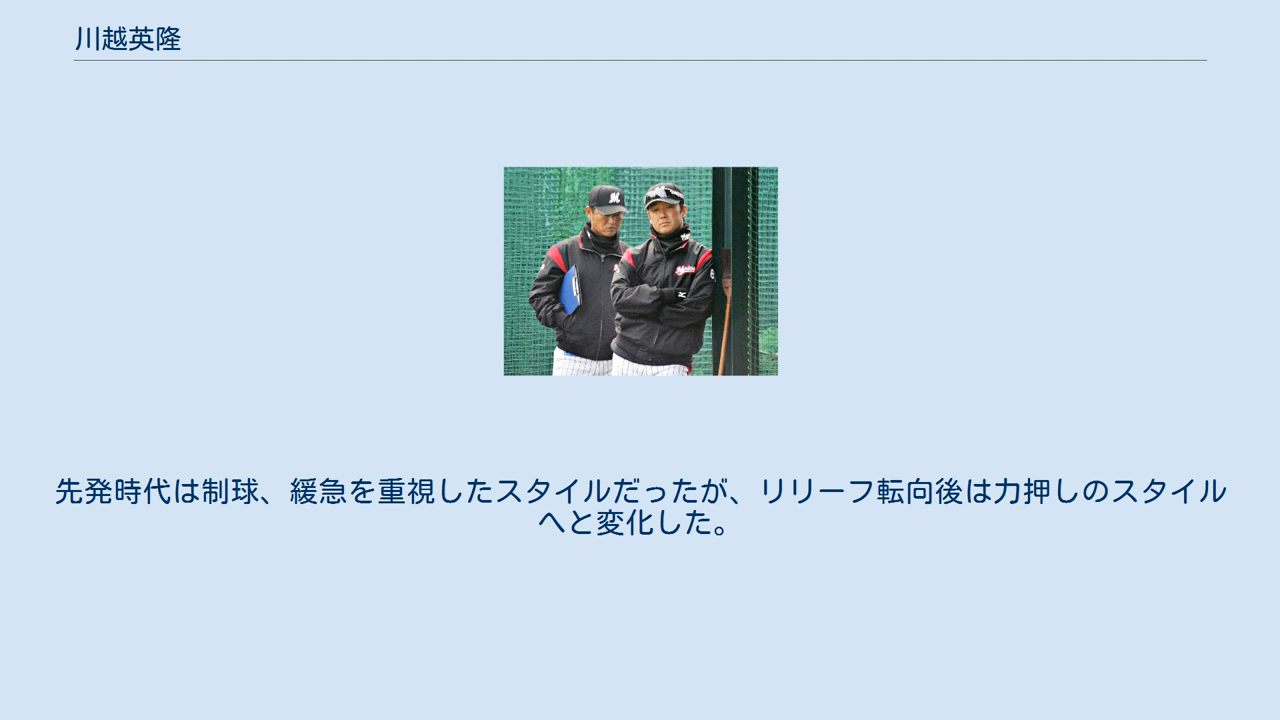 川越英隆
先発時代は制球、緩急を重視したスタイルだったが、リリーフ転向後は力押しのスタイル
へと変化した。